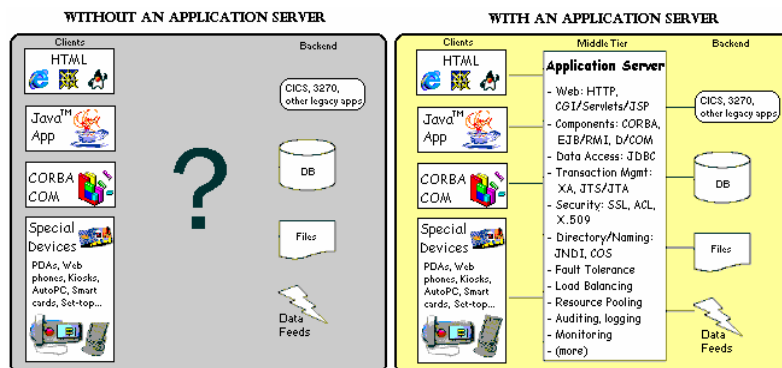 WITHOUT AN APPLICATION SERVER
Clients
Backend
HTML
Java™
App
CORBA
COM
Special
Devices
PDAs, Web
phones, Kiosks,
AutoPC, Smart
cards, Set-top...
?
CICS, 3270,
other legacy apps
DB
Files
Data
Feeds
WITH AN APPLICATION SERVER
Clients
Middle Tier
Backend
HTML
Java™
App
CORBA
COM
Special
Devices
PDAs, Web
phones, Kiosks,
AutoPC, Smart
cards, Set-top...
Application Server
- Web: HTTP,
CGI/Servlets/JSP
- Components: CORBA,
EJB/RMI, D/COM
- Data Access: JDBC
- Transaction Mgmt:
XA, JTS/JTA
- Security: SSL, ACL,
X.509
- Directory/Naming:
JNDI, COS
- Fault Tolerance
- Load Balancing
- Resource Pooling
- Auditing, logging
- Monitoring
- (more)
CICS, 3270,
other legacy apps
DB
Files
Data
Feeds